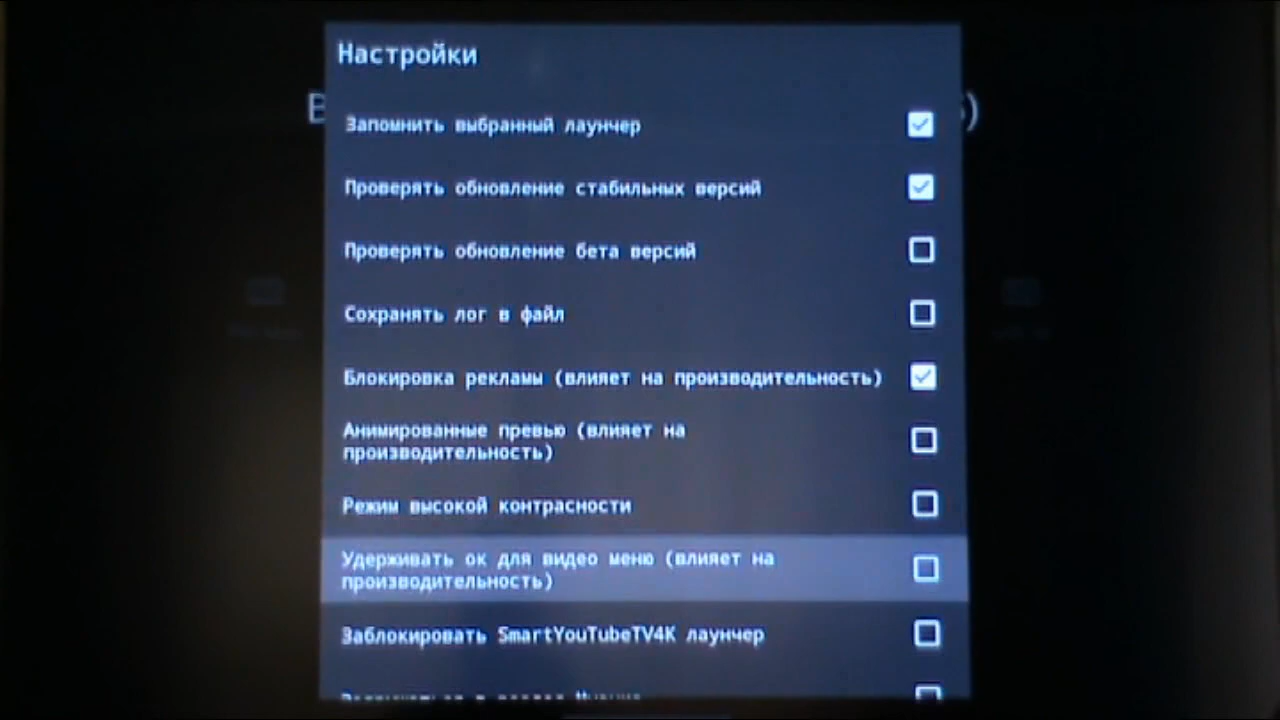 Настройки
Запомнить выбранный лаунчер
Проверять обновление стабильных версий
Проверять обновление бета версий
Сохранять лог в файл
Блокировка рекламы (влияет на производительность)
Анимированные превью (влияет на
производительность)
Режим высокой контрасности
Удерживать ок для видео меню (влияет на
производительность)
Заблокировать SmartYouTubeTV4K лаунчер